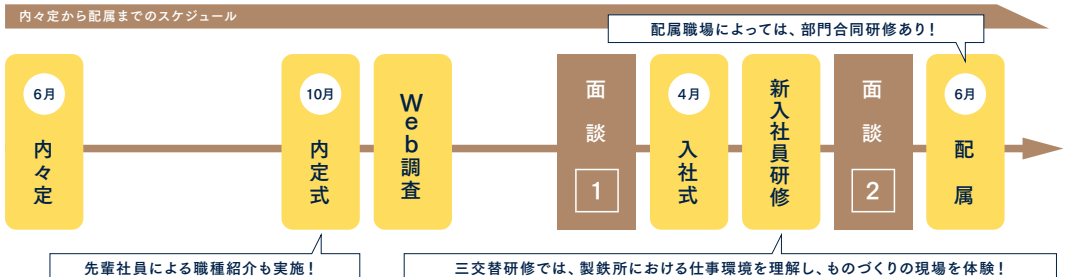 内々定から配属までのスケジュール
配属職場によっては、部門合同研修あり！
6月
内々定
10月
内定式
Web調査
面談
1
4月
入社式
新入社員研修
面談
2
6月
配属
先輩社員による職種紹介も実施！
三交替研修では、製鉄所における仕事環境を理解し、ものづくりの現場を体験！